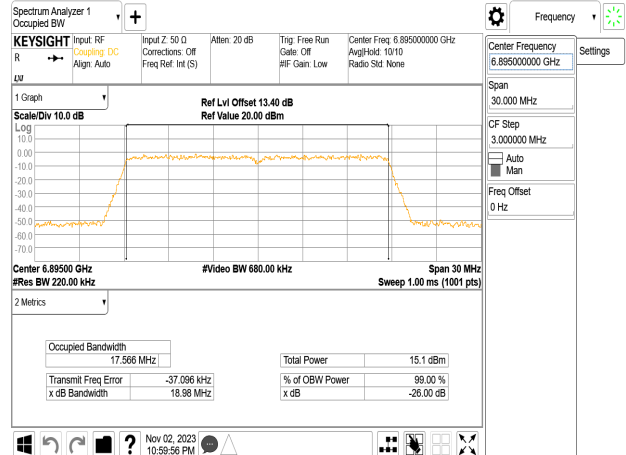 Spectrum Analyzer 1
Occupied BW
Frequency
KEYSIGHT
R
Input: RF
Coupling: DC
Align: Auto
Input Z: 50 Ω
Corrections: Off
Freq Ref: Int (S)
Atten: 20 dB
Trig: Free Run
Gate: Off
#IF Gain: Low
Center Freq: 6.895000000 GHz
Avg|Hold: 10/10
Radio Std: None
Center Frequency
6.895000000 GHz
Settings
Span
30.000 MHz
CF Step
3.000000 MHz
Auto
Man
Freq Offset
0 Hz
1 Graph
Scale/Div 10.0 dB
Ref Lvl Offset 13.40 dB
Ref Value 20.00 dBm
Log
10.0
0.00
-10.0
-20.0
-30.0
-40.0
-50.0
-60.0
-70.0
Center 6.89500 GHz
#Video BW 680.00 kHz
Span 30 MHz
#Res BW 220.00 kHz
Sweep 1.00 ms (1001 pts)
2 Metrics
Occupied Bandwidth
17.566 MHz
Total Power 15.1 dBm
Transmit Freq Error -37.096 kHz
% of OBW Power 99.00 %
x dB Bandwidth 18.98 MHz
x dB -26.00 dB
Nov 02, 2023
10:59:56 PM